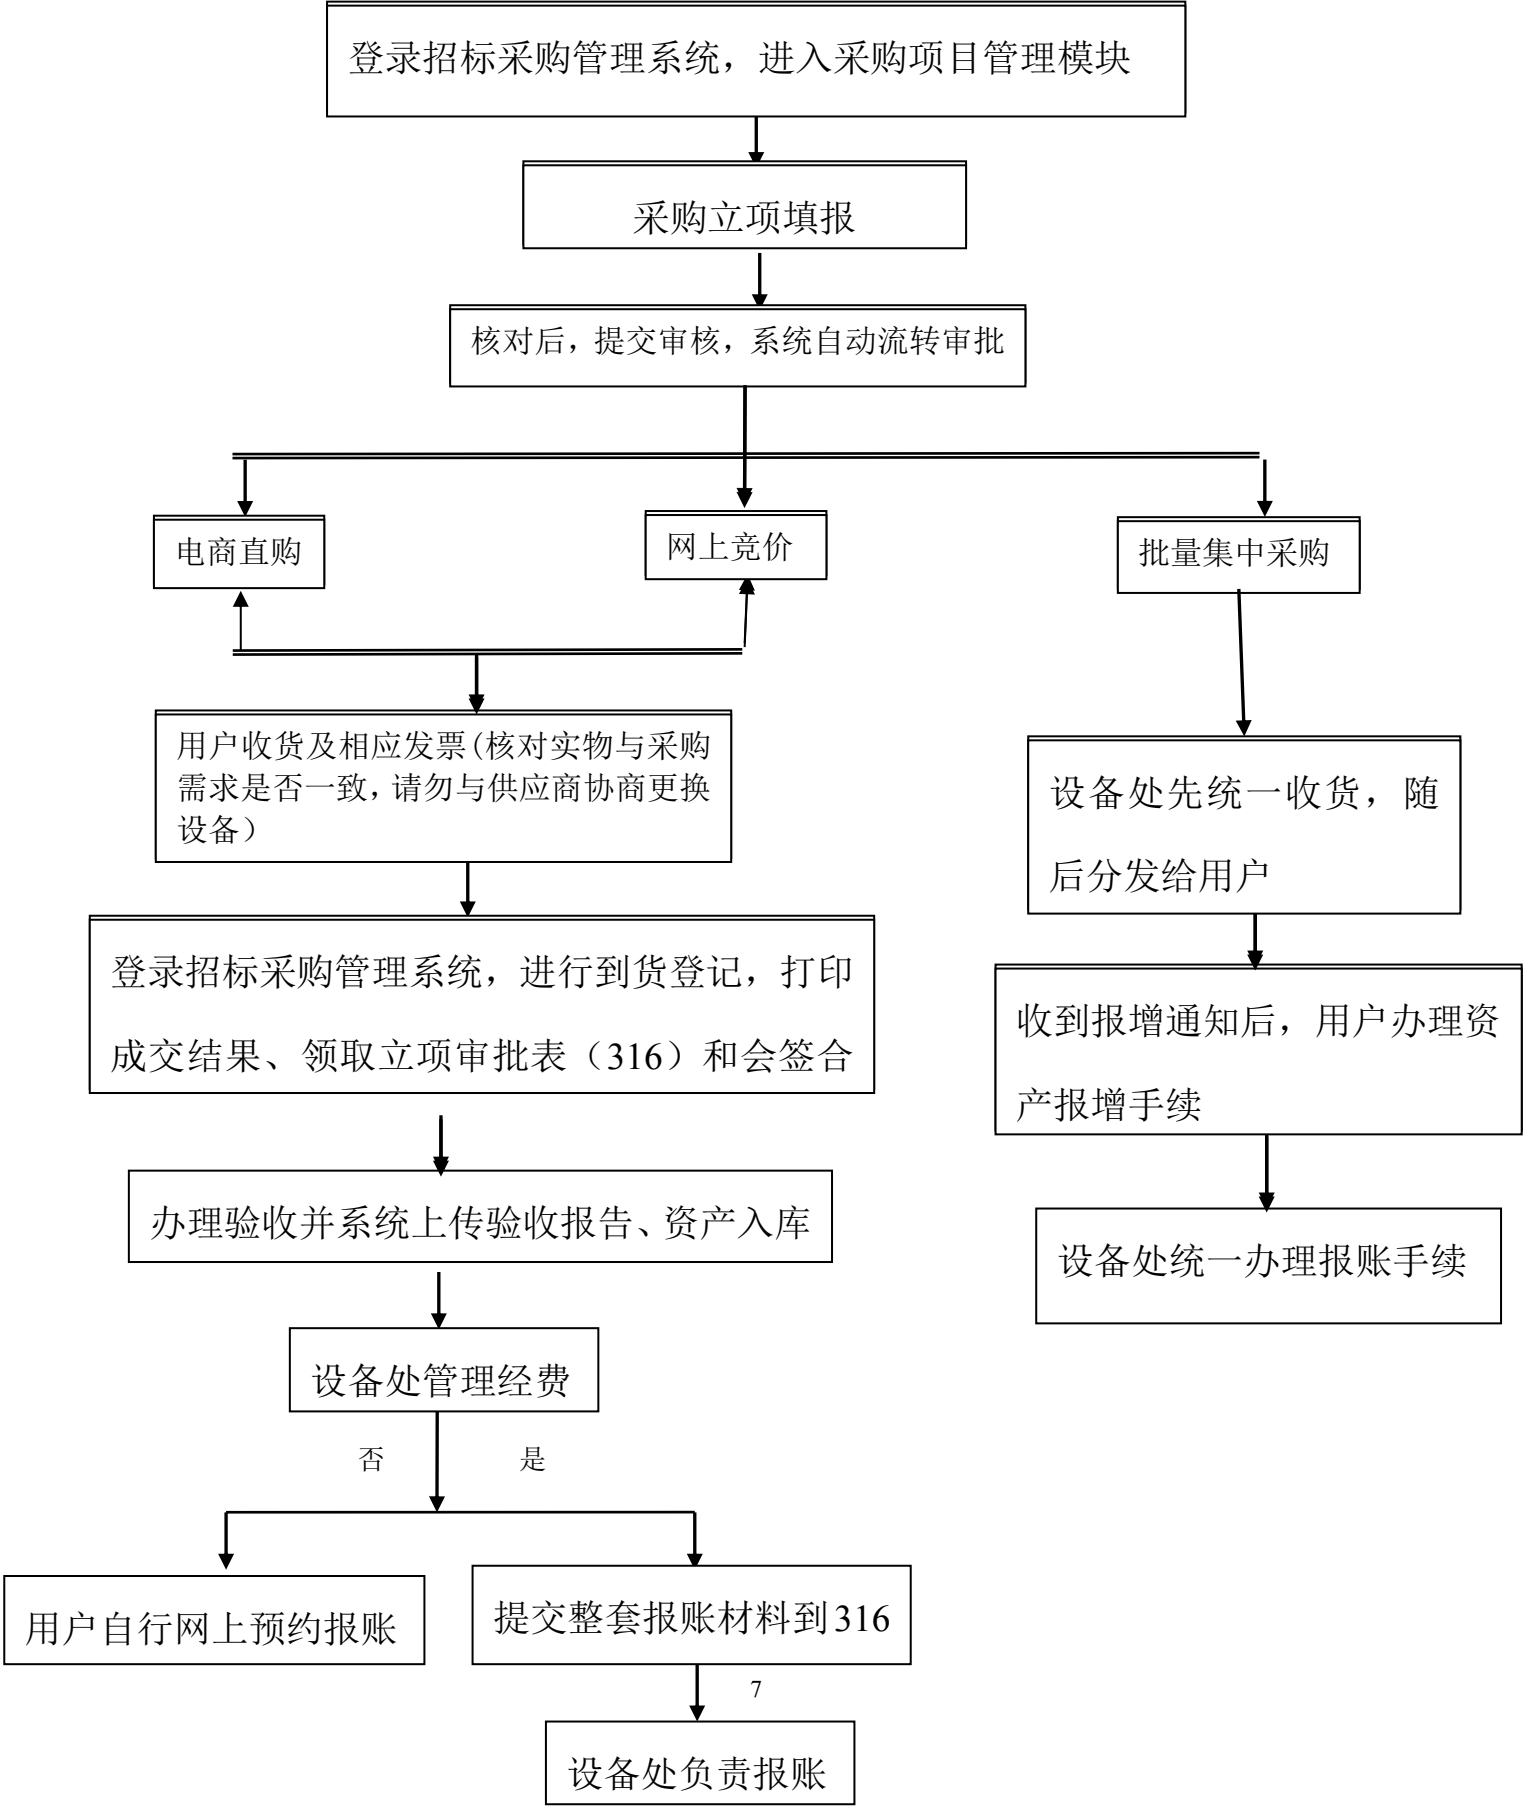 登录招标采购管理系统，进入采购项目管理模块
采购立项填报
核对后，提交审核，系统自动流转审批
电商直购
网上竞价
批量集中采购
用户收货及相应发票(核对实物与采购
需求是否一致，请勿与供应商协商更换
设备）
设备处先统一收货，随
后分发给用户
登录招标采购管理系统，进行到货登记，打印
成交结果、领取立项审批表（316）和会签合
收到报增通知后，用户办理资
产报增手续
办理验收并系统上传验收报告、资产入库
设备处统一办理报账手续
设备处管理经费
否
是
用户自行网上预约报账
提交整套报账材料到316
7
设备处负责报账